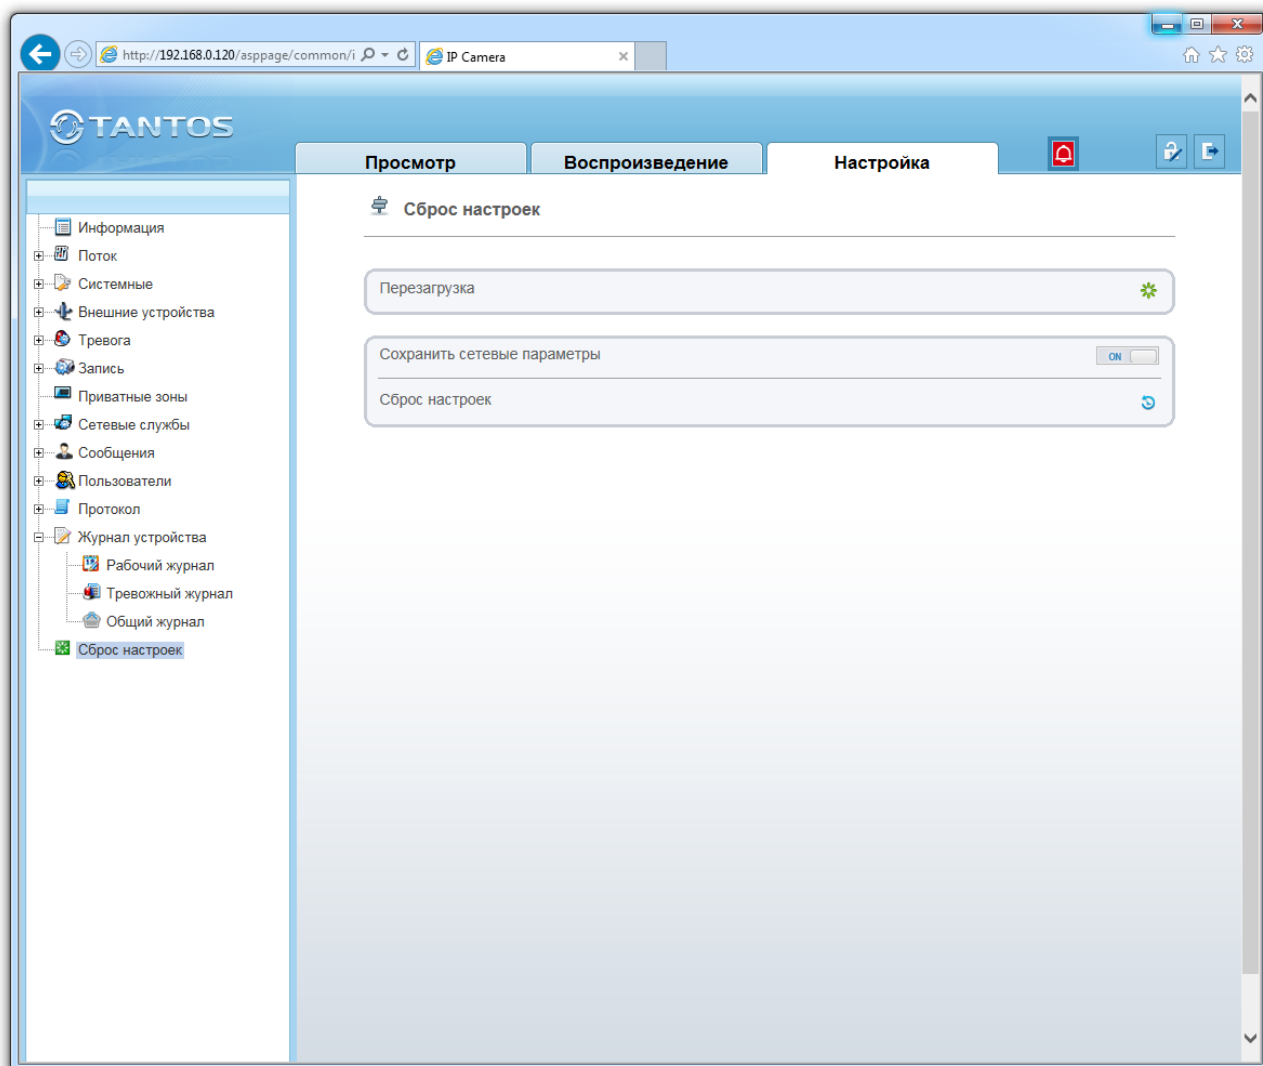 http://192.168.0.120/asppage/common/i
IP Camera
TANTOS
Просмотр
Воспроизведение
Настройка
Сброс настроек
Информация
Поток
Системные
Внешние устройства
Тревога
Запись
Приватные зоны
Сетевые службы
Сообщения
Пользователи
Протокол
Журнал устройства
Рабочий журнал
Тревожный журнал
Общий журнал
Сброс настроек
Перезагрузка
Сохранить сетевые параметры
ON
Сброс настроек